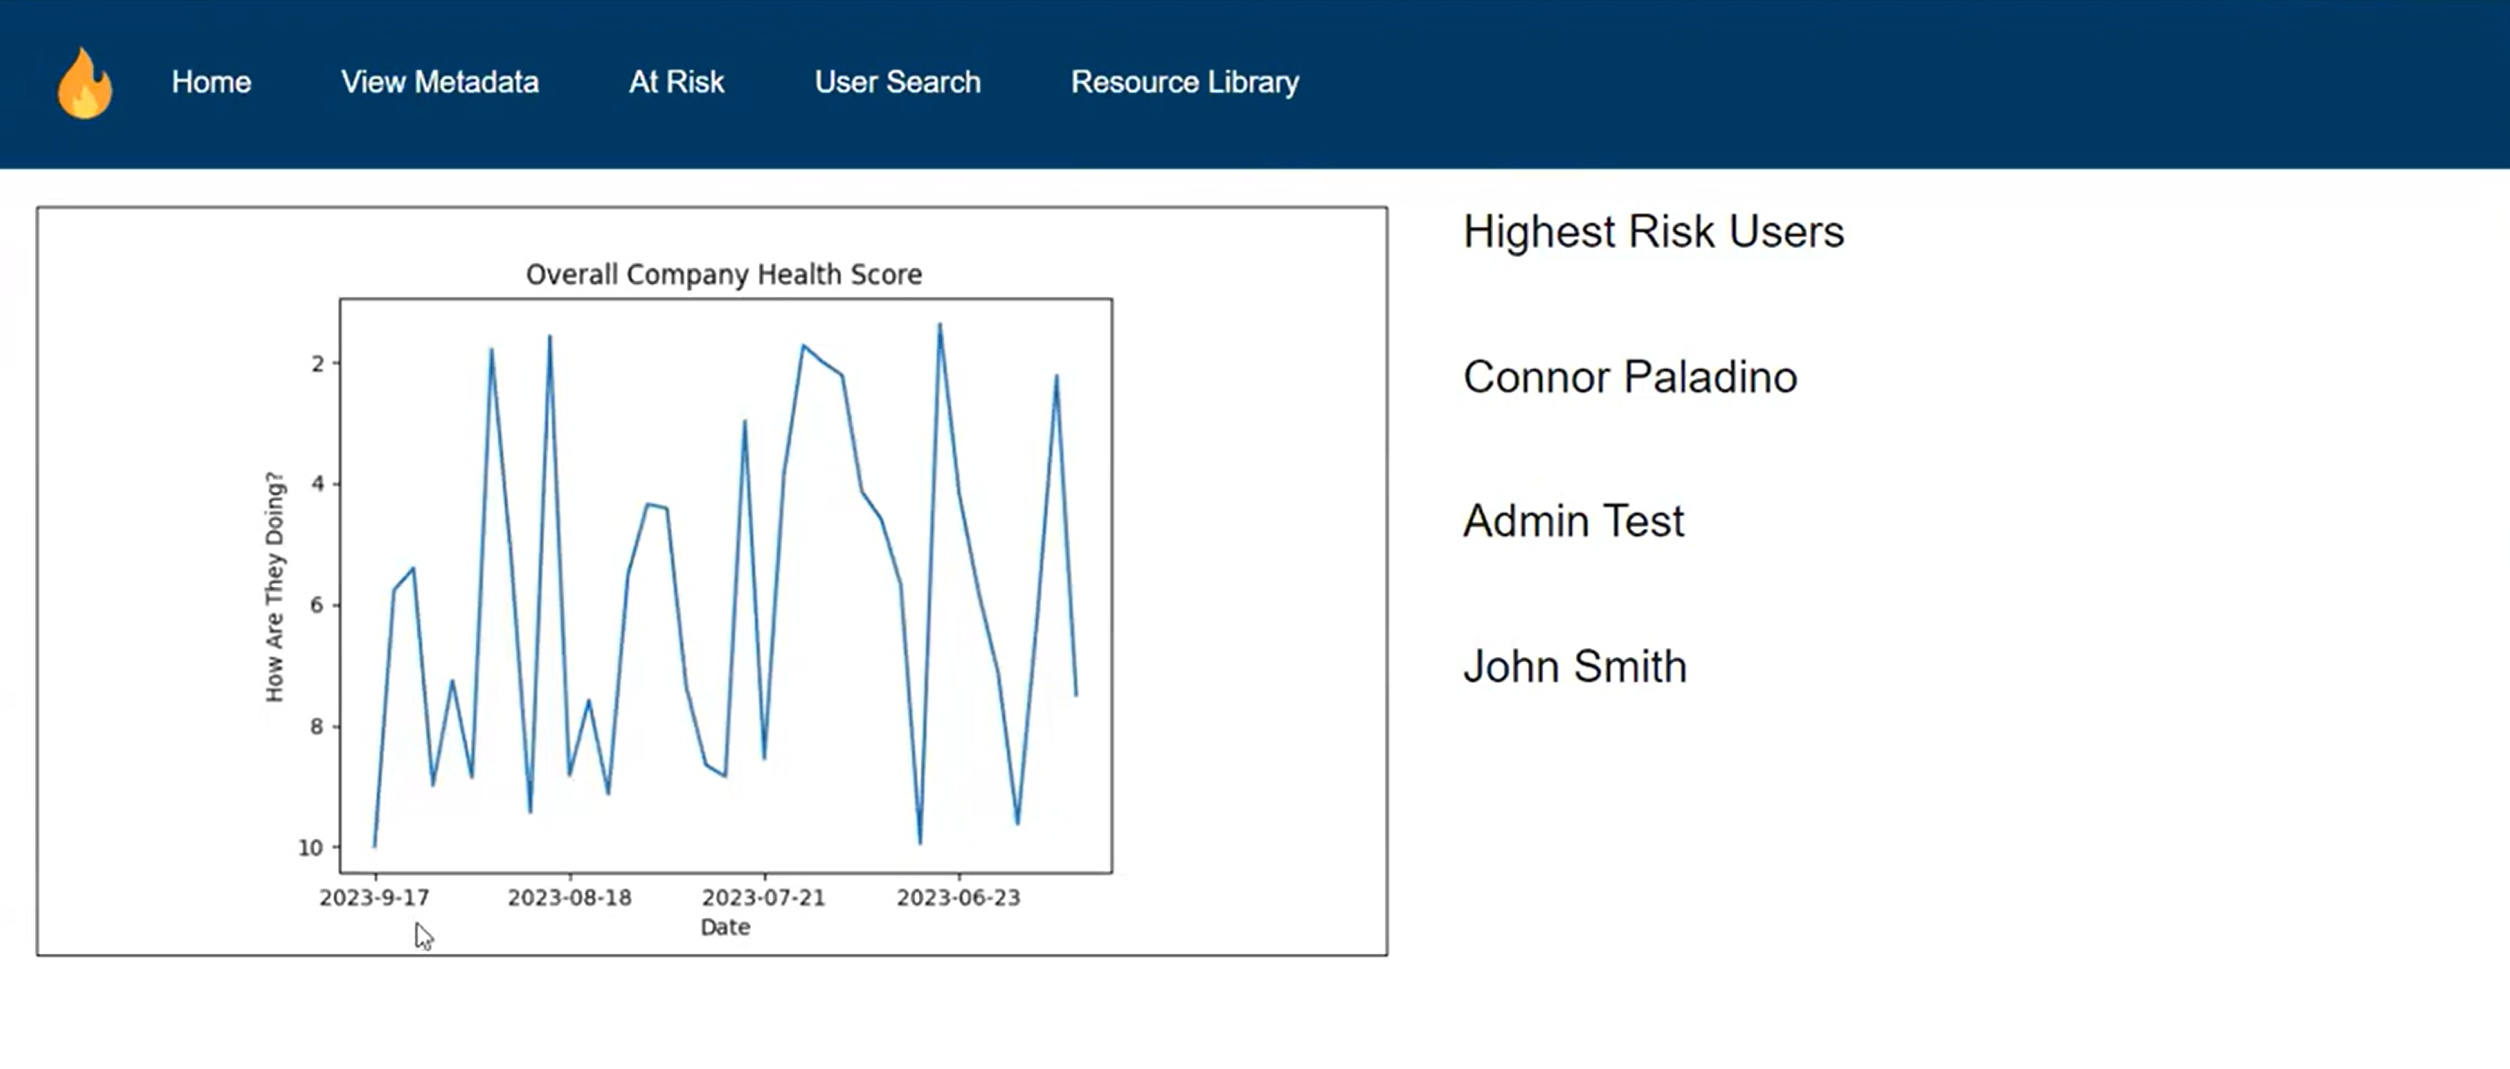 Home View Metadata At Risk User Search Resource Library
Overall Company Health Score
How Are They Doing?
2
4
6
8
10
2023-9-17 2023-08-18 2023-07-21 2023-06-23
Date
Highest Risk Users
Connor Paladino
Admin Test
John Smith